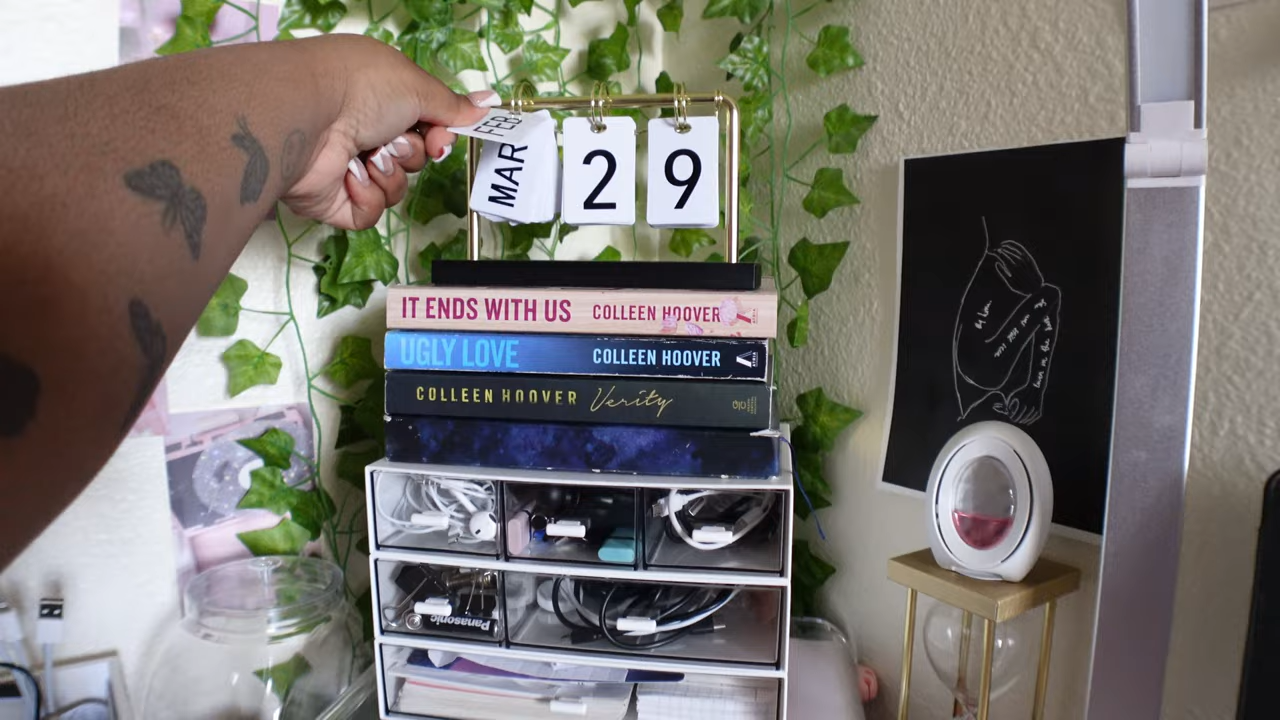 FEB
MAR
2 9
IT ENDS WITH US COLLEEN HOOVER
UGLY LOVE COLLEEN HOOVER
COLLEEN HOOVER Verity
Panasonic